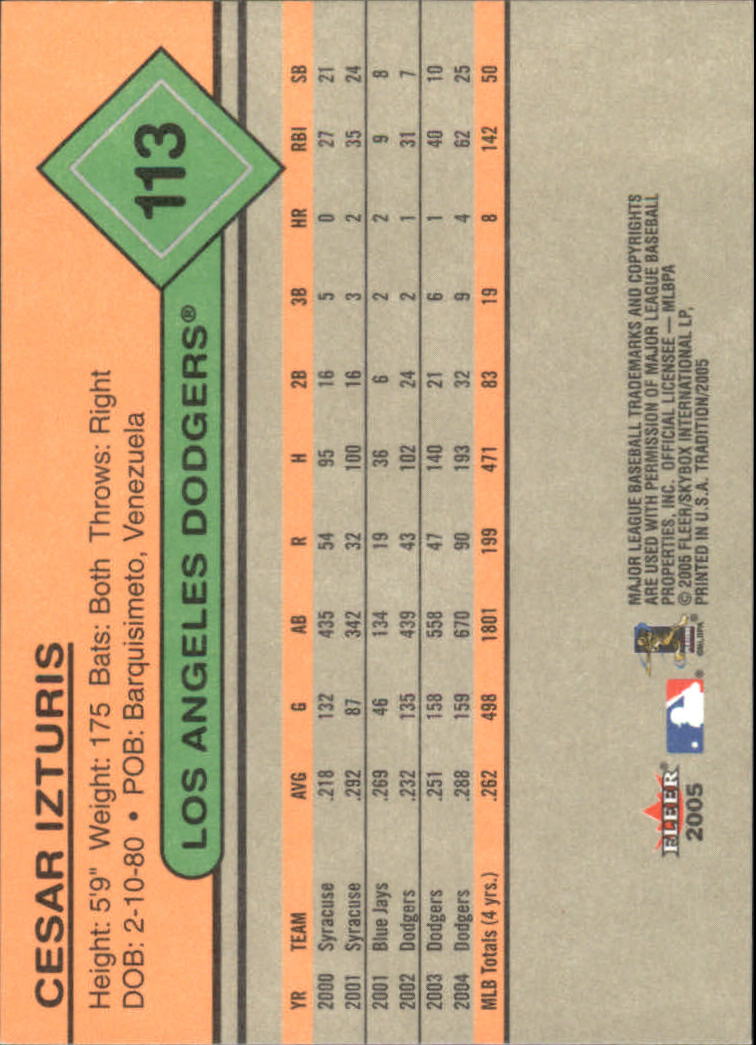 CESAR IZTURIS
Height: 5'9" Weight: 175 Bats: Both Throws: Right
DOB: 2-10-80 • POB: Barquisimeto, Venezuela
113
LOS ANGELES DODGERS®
YR TEAM AVG G AB R H 2B 3B HR RBI SB
2000 Syracuse .218 132 435 54 95 16 5 0 27 21
2001 Syracuse .292 87 342 32 100 16 3 2 35 24
2001 Blue Jays .269 46 134 19 36 6 2 2 9 8
2002 Dodgers .232 135 439 43 102 24 2 1 31 7
2003 Dodgers .251 158 558 47 140 21 6 1 40 10
2004 Dodgers .288 159 670 90 193 32 9 4 62 25
MLB Totals (4 yrs.) .262 498 1801 199 471 83 19 8 142 50
FLEER®
2005
®
®
©MLBPA
MAJOR LEAGUE BASEBALL TRADEMARKS AND COPYRIGHTS
ARE USED WITH PERMISSION OF MAJOR LEAGUE BASEBALL
PROPERTIES, INC. OFFICIAL LICENSEE — MLBPA
© 2005 FLEER/SKYBOX INTERNATIONAL LP,
PRINTED IN U.S.A. TRADITION/2005